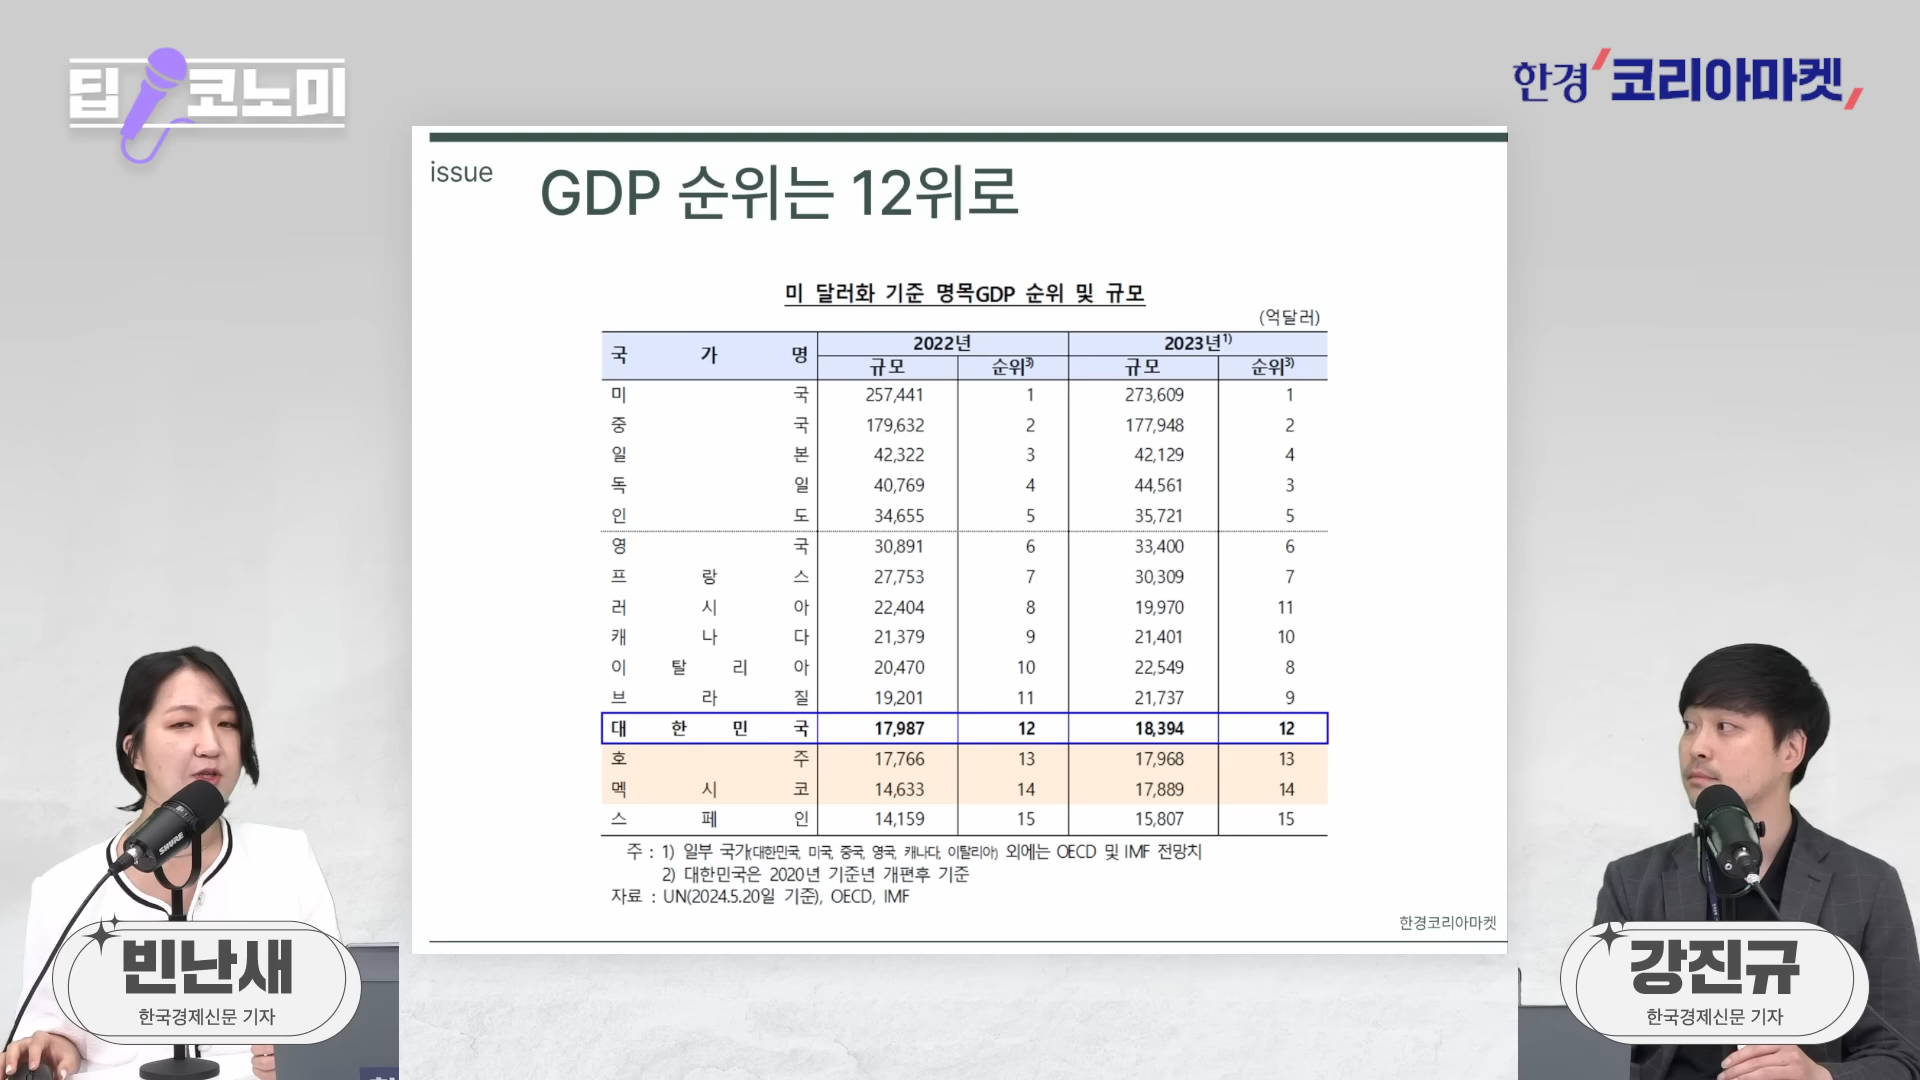 딥코노미
한경 코리아마켓
issue
GDP 순위는 12위로
미 달러화 기준 명목GDP 순위 및 규모
(억달러)
국 가 명 2022년 2023년1)
규모 순위3) 규모 순위3)
미 국 257,441 1 273,609 1
중 국 179,632 2 177,948 2
일 본 42,322 3 42,129 4
독 일 40,769 4 44,561 3
인 도 34,655 5 35,721 5
영 국 30,891 6 33,400 6
프 랑 스 27,753 7 30,309 7
러 시 아 22,404 8 19,970 11
캐 나 다 21,379 9 21,401 10
이 탈 리 아 20,470 10 22,549 8
브 라 질 19,201 11 21,737 9
대 한 민 국 17,987 12 18,394 12
호 주 17,766 13 17,968 13
멕 시 코 14,633 14 17,889 14
스 페 인 14,159 15 15,807 15
주 : 1) 일부 국가(대한민국, 미국, 중국, 영국, 캐나다, 이탈리아) 외에는 OECD 및 IMF 전망치
2) 대한민국은 2020년 기준년 개편후 기준
자료 : UN(2024.5.20일 기준), OECD, IMF
한경코리아마켓
SHURE
빈난새
한국경제신문 기자
강진규
한국경제신문 기자